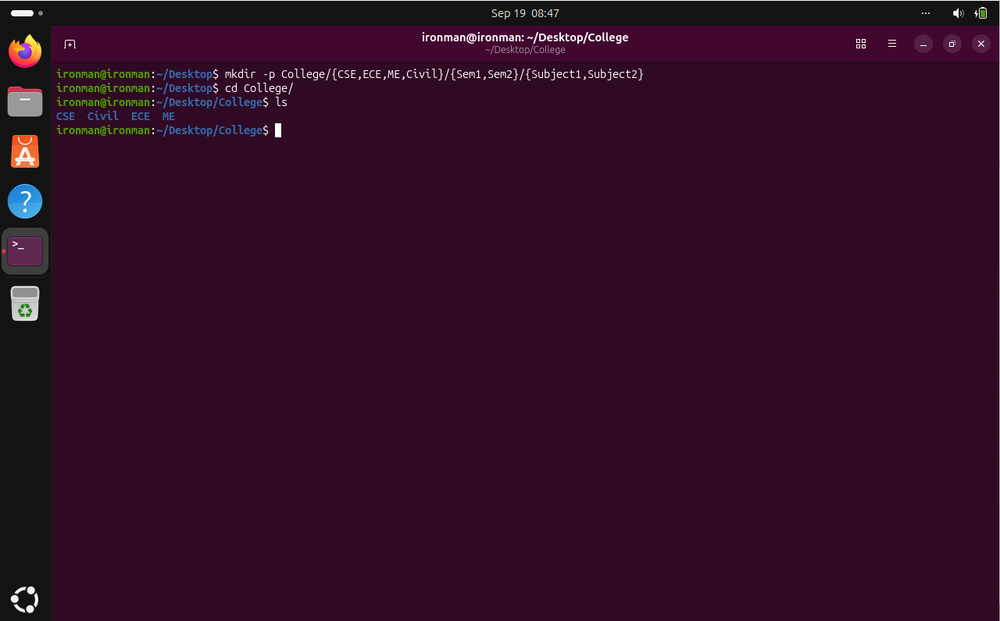 Sep 19 08:47
ironman@ironman: ~/Desktop/College
~/Desktop/College
ironman@ironman:~/Desktop$ mkdir -p College/{CSE,ECE,ME,Civil}/{Sem1,Sem2}/{Subject1,Subject2}
ironman@ironman:~/Desktop$ cd College/
ironman@ironman:~/Desktop/College$ ls
CSE  Civil  ECE  ME
ironman@ironman:~/Desktop/College$